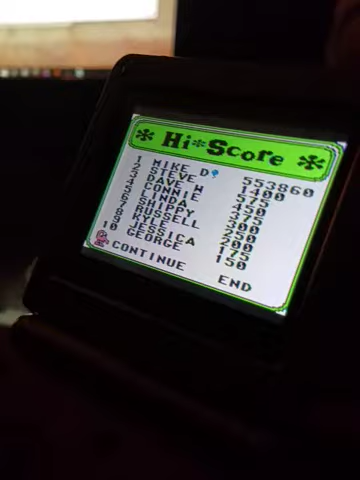 Hi*Score
1 MIKE D 553860
2 STEVE 1400
3 DAVE H 575
4 CONNIE 450
5 LINDA 375
6 SHIPPY 300
7 RUSSELL 250
8 KYLE 200
9 JESSICA 175
10 GEORGE 150
CONTINUE END